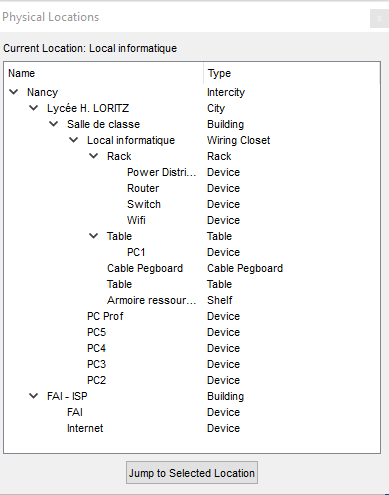 Physical Locations
Current Location: Local informatique
Name Type
Nancy Intercity
Lycée H. LORITZ City
Salle de classe Building
Local informatique Wiring Closet
Rack Rack
Power Distri... Device
Router Device
Switch Device
Wifi Device
Table Table
PC1 Device
Cable Pegboard Cable Pegboard
Table Table
Armoire ressour... Shelf
PC Prof Device
PC5 Device
PC4 Device
PC3 Device
PC2 Device
FAI - ISP Building
FAI Device
Internet Device
Jump to Selected Location